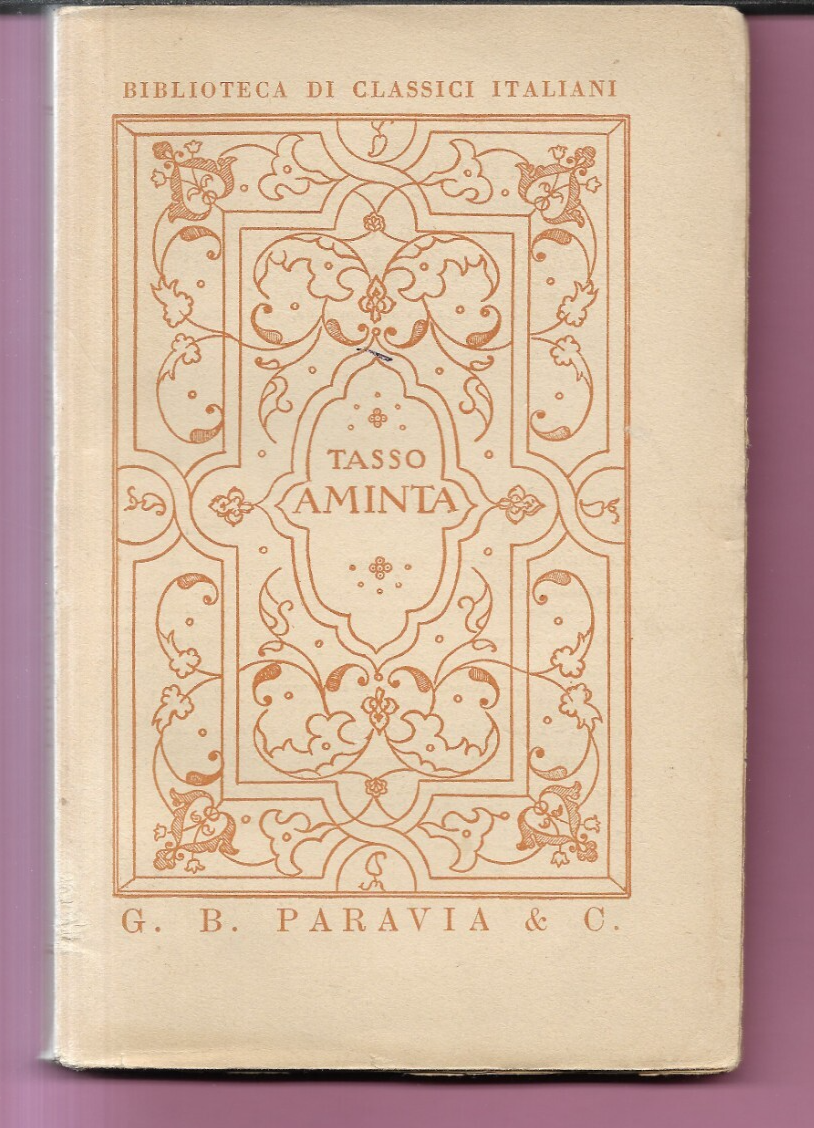 BIBLIOTECA DI CLASSICI ITALIANI
TASSO
AMINTA
G. B. PARAVIA & C.